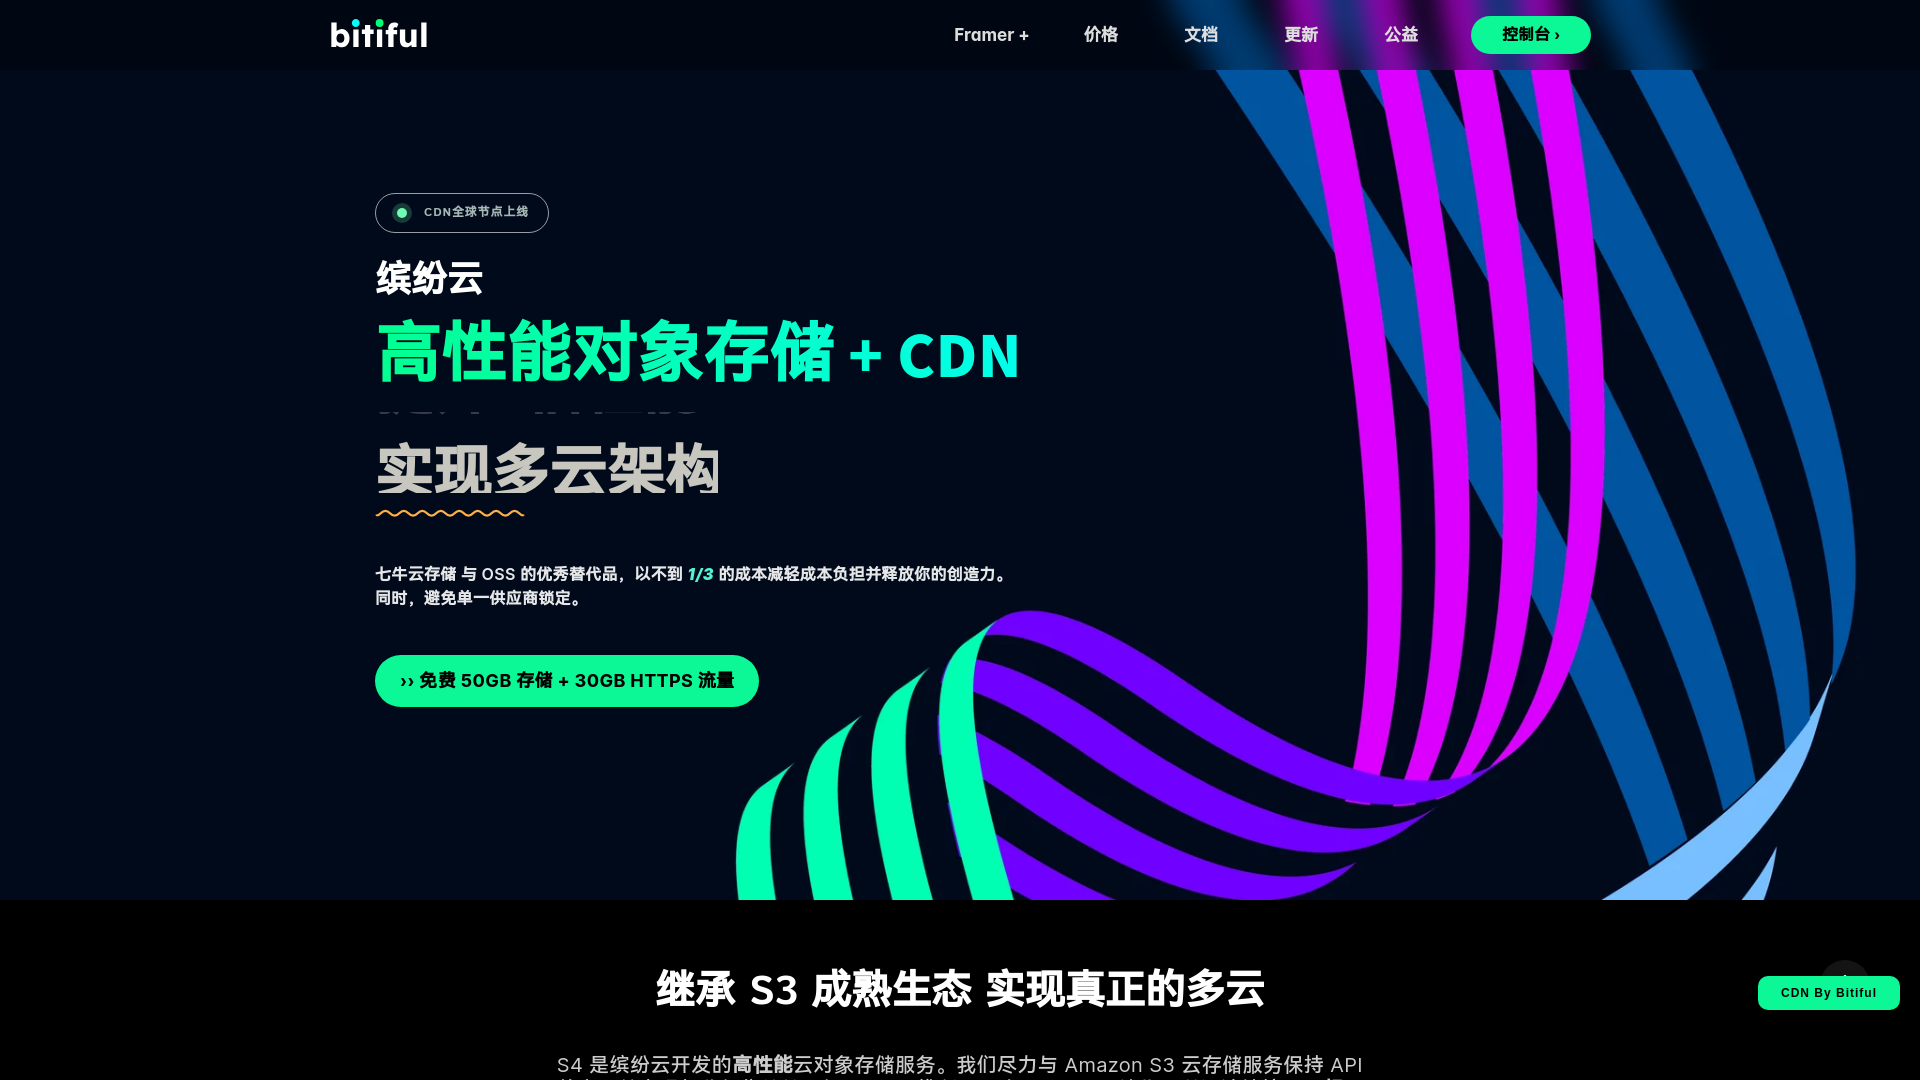 bitiful
Framer +
价格
文档
更新
公益
控制台 ›
CDN全球节点上线
缤纷云
高性能对象存储 + CDN
实现多云架构
七牛云存储 与 OSS 的优秀替代品，以不到 1/3 的成本减轻成本负担并释放你的创造力。
同时，避免单一供应商锁定。
›› 免费 50GB 存储 + 30GB HTTPS 流量
继承 S3 成熟生态 实现真正的多云
CDN By Bitiful
S4 是缤纷云开发的高性能云对象存储服务。我们尽力与 Amazon S3 云存储服务保持 API